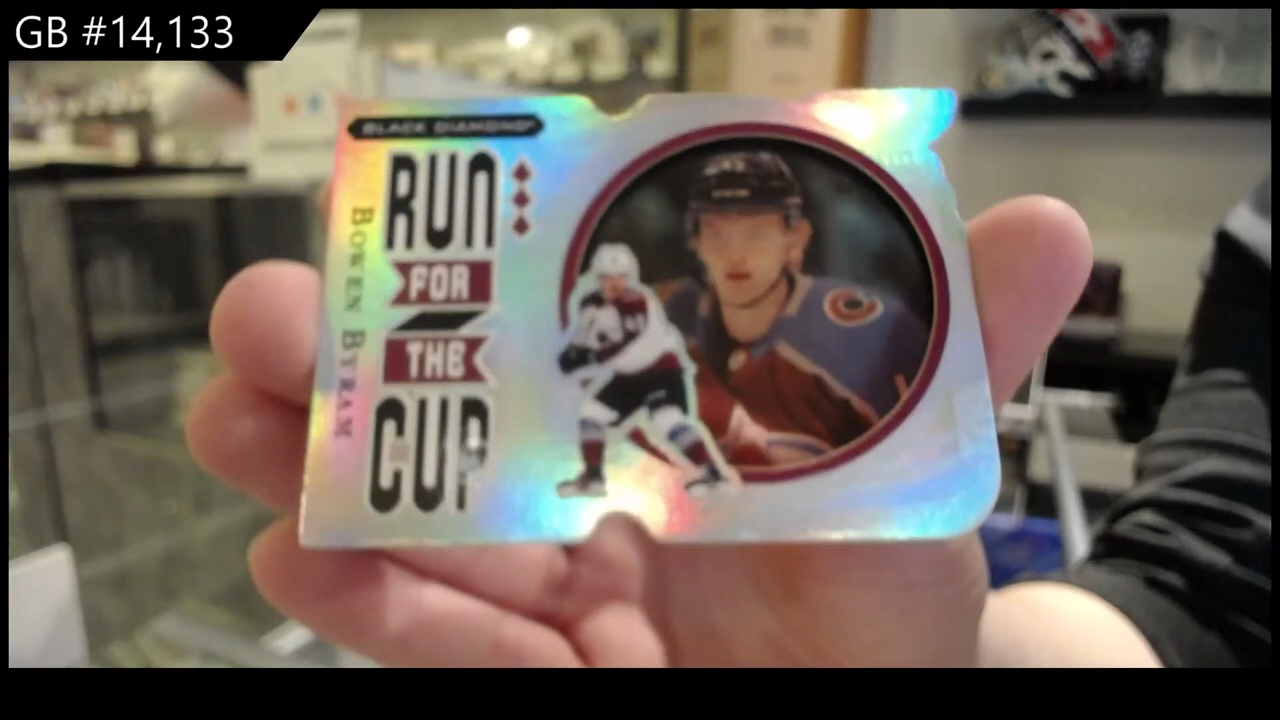 GB #14,133
BLACK DIAMOND
RUN
FOR
THE
CUP
BOWEN BYRAM